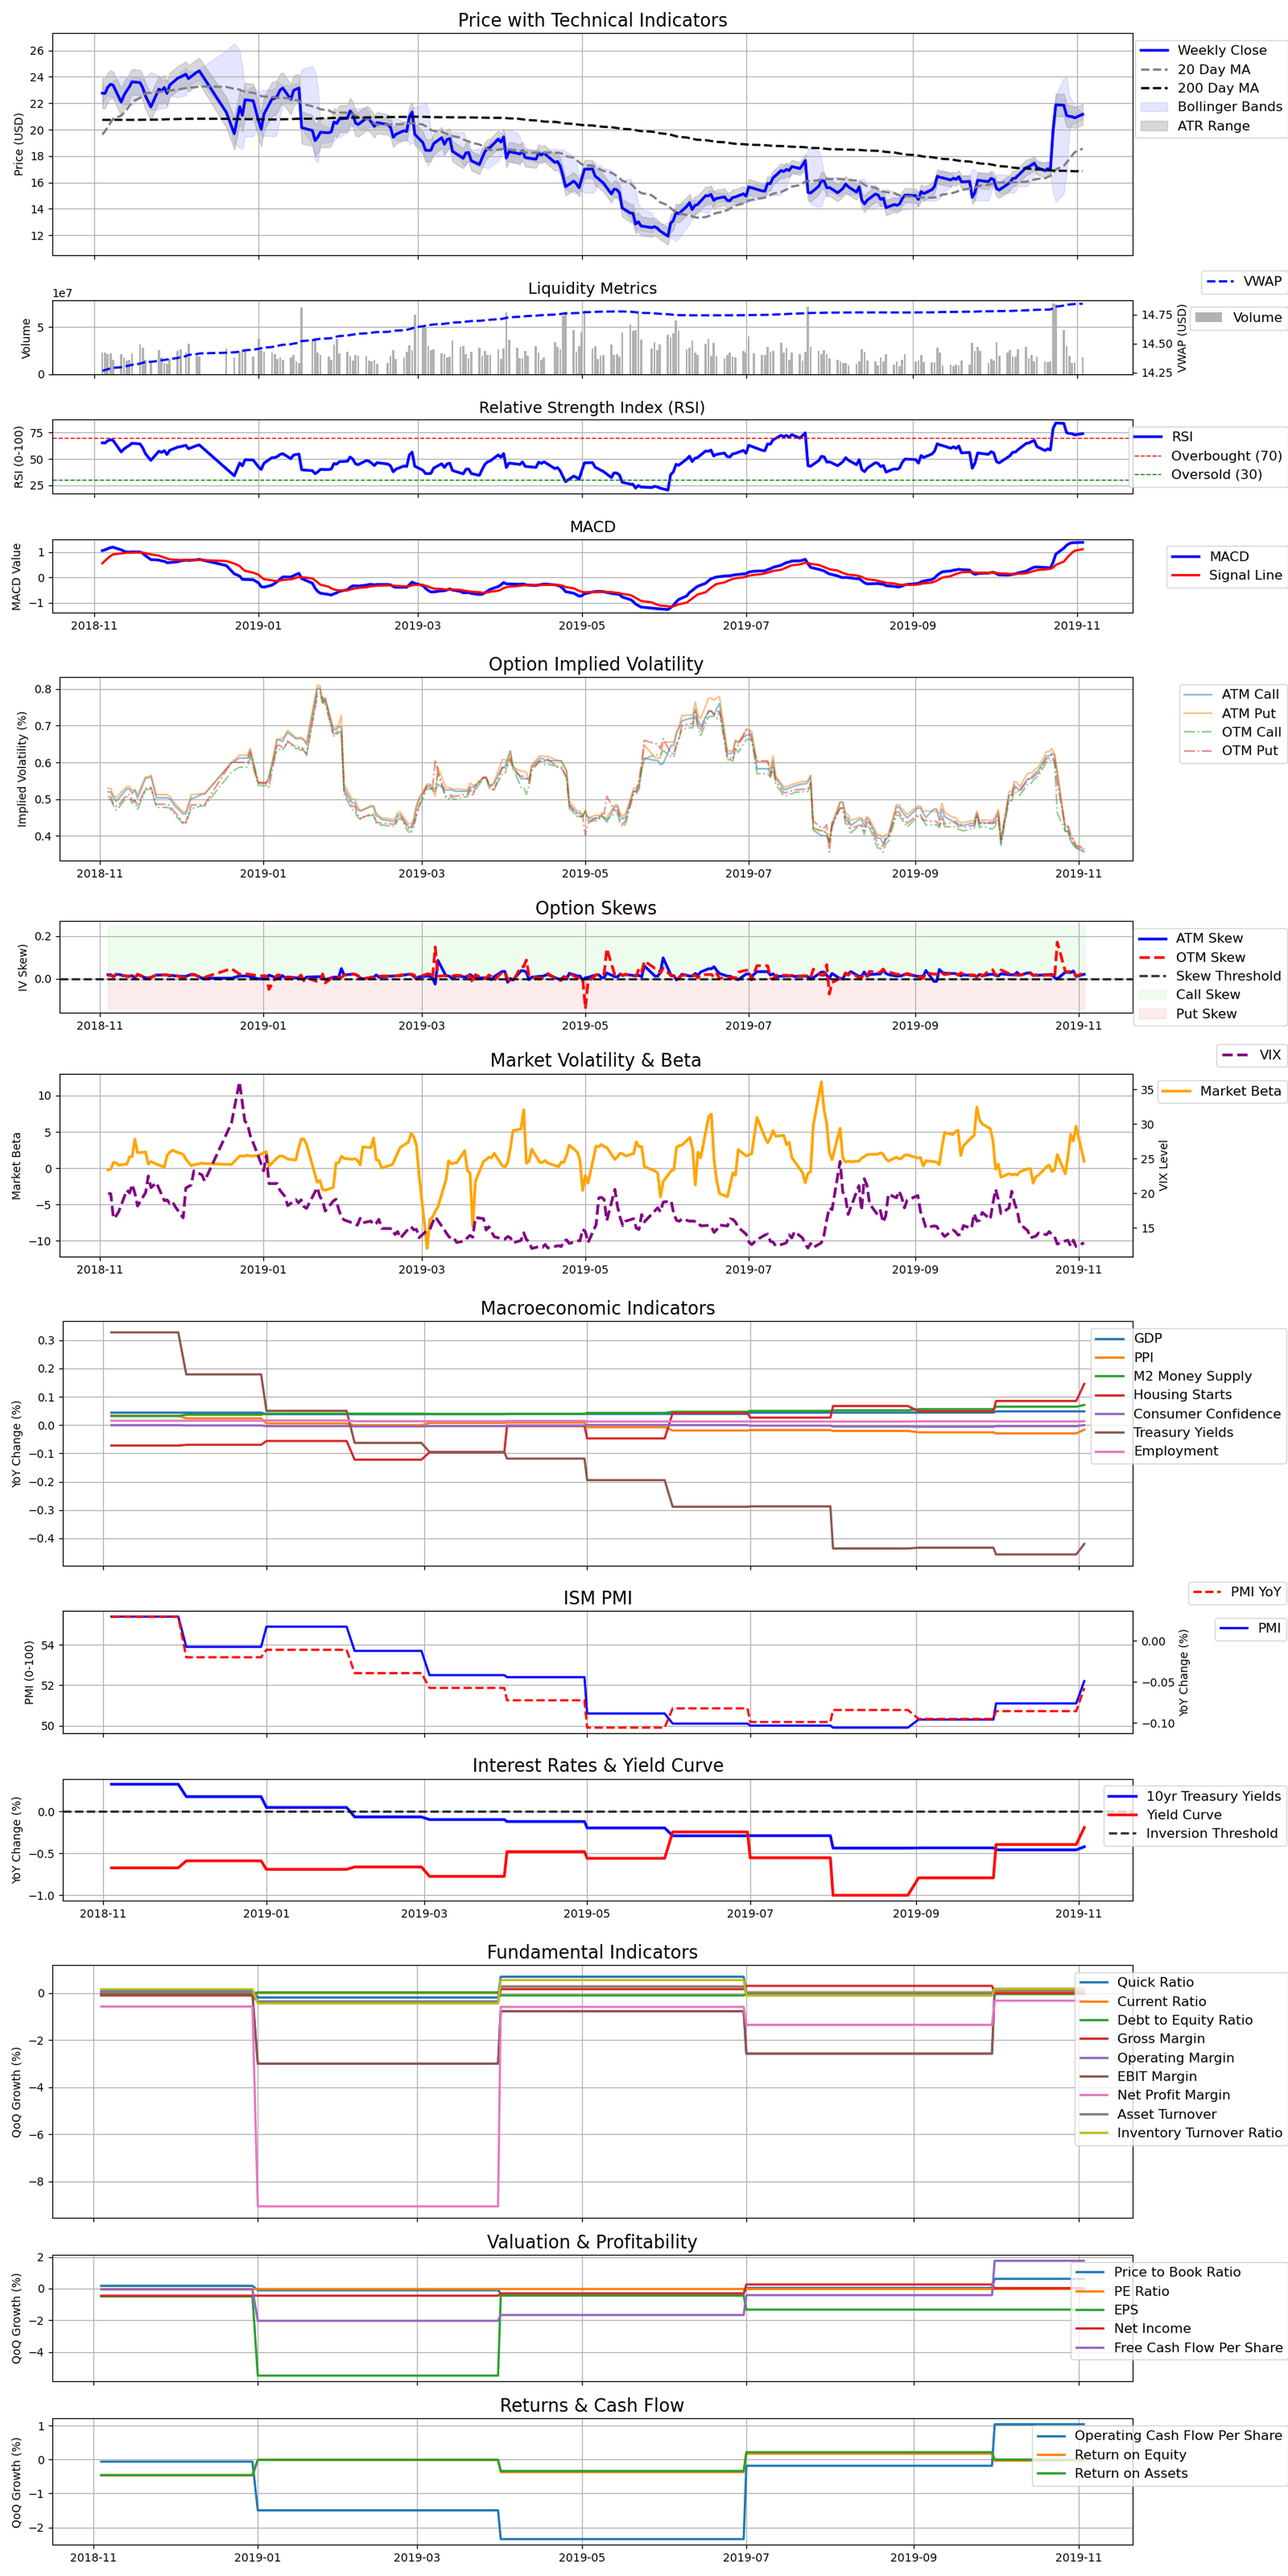 Price with Technical Indicators
Price (USD)
26
24
22
20
18
16
14
12
Weekly Close
20 Day MA
200 Day MA
Bollinger Bands
ATR Range
VWAP
Liquidity Metrics
1e7
Volume
5
0
14.75
14.50
14.25
VWAP (USD)
Volume
Relative Strength Index (RSI)
RSI (0-100)
75
50
25
RSI
Overbought (70)
Oversold (30)
MACD
MACD Value
1
0
−1
MACD
Signal Line
2018-11 2019-01 2019-03 2019-05 2019-07 2019-09 2019-11
Option Implied Volatility
Implied Volatility (%)
0.8
0.7
0.6
0.5
0.4
ATM Call
ATM Put
OTM Call
OTM Put
2018-11 2019-01 2019-03 2019-05 2019-07 2019-09 2019-11
Option Skews
IV Skew)
0.2
0.0
ATM Skew
OTM Skew
Skew Threshold
Call Skew
Put Skew
2018-11 2019-01 2019-03 2019-05 2019-07 2019-09 2019-11
VIX
Market Volatility & Beta
Market Beta
10
5
0
−5
−10
35
30
25
20
15
VIX Level
Market Beta
2018-11 2019-01 2019-03 2019-05 2019-07 2019-09 2019-11
Macroeconomic Indicators
YoY Change (%)
0.3
0.2
0.1
0.0
−0.1
−0.2
−0.3
−0.4
GDP
PPI
M2 Money Supply
Housing Starts
Consumer Confidence
Treasury Yields
Employment
PMI YoY
ISM PMI
PMI (0-100)
54
52
50
0.00
−0.05
−0.10
YoY Change (%)
PMI
Interest Rates & Yield Curve
YoY Change (%)
0.0
−0.5
−1.0
10yr Treasury Yields
Yield Curve
Inversion Threshold
2018-11 2019-01 2019-03 2019-05 2019-07 2019-09 2019-11
Fundamental Indicators
QoQ Growth (%)
0
−2
−4
−6
−8
Quick Ratio
Current Ratio
Debt to Equity Ratio
Gross Margin
Operating Margin
EBIT Margin
Net Profit Margin
Asset Turnover
Inventory Turnover Ratio
Valuation & Profitability
QoQ Growth (%)
2
0
−2
−4
Price to Book Ratio
PE Ratio
EPS
Net Income
Free Cash Flow Per Share
Returns & Cash Flow
QoQ Growth (%)
1
0
−1
−2
Operating Cash Flow Per Share
Return on Equity
Return on Assets
2018-11 2019-01 2019-03 2019-05 2019-07 2019-09 2019-11